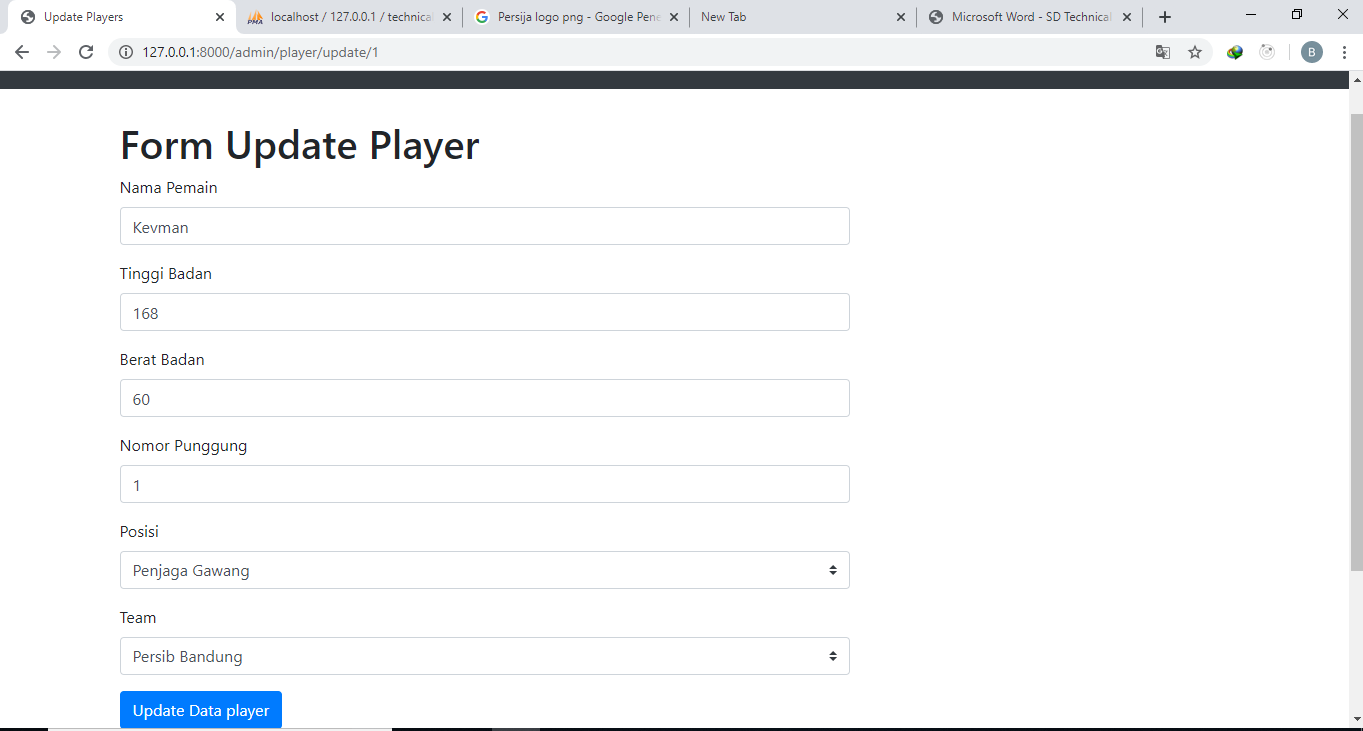 Update Players
localhost / 127.0.0.1 / technical
Persija logo png - Google Pene
New Tab
Microsoft Word - SD Technical
127.0.0.1:8000/admin/player/update/1
B
Form Update Player
Nama Pemain
Kevman
Tinggi Badan
168
Berat Badan
60
Nomor Punggung
1
Posisi
Penjaga Gawang
Team
Persib Bandung
Update Data player